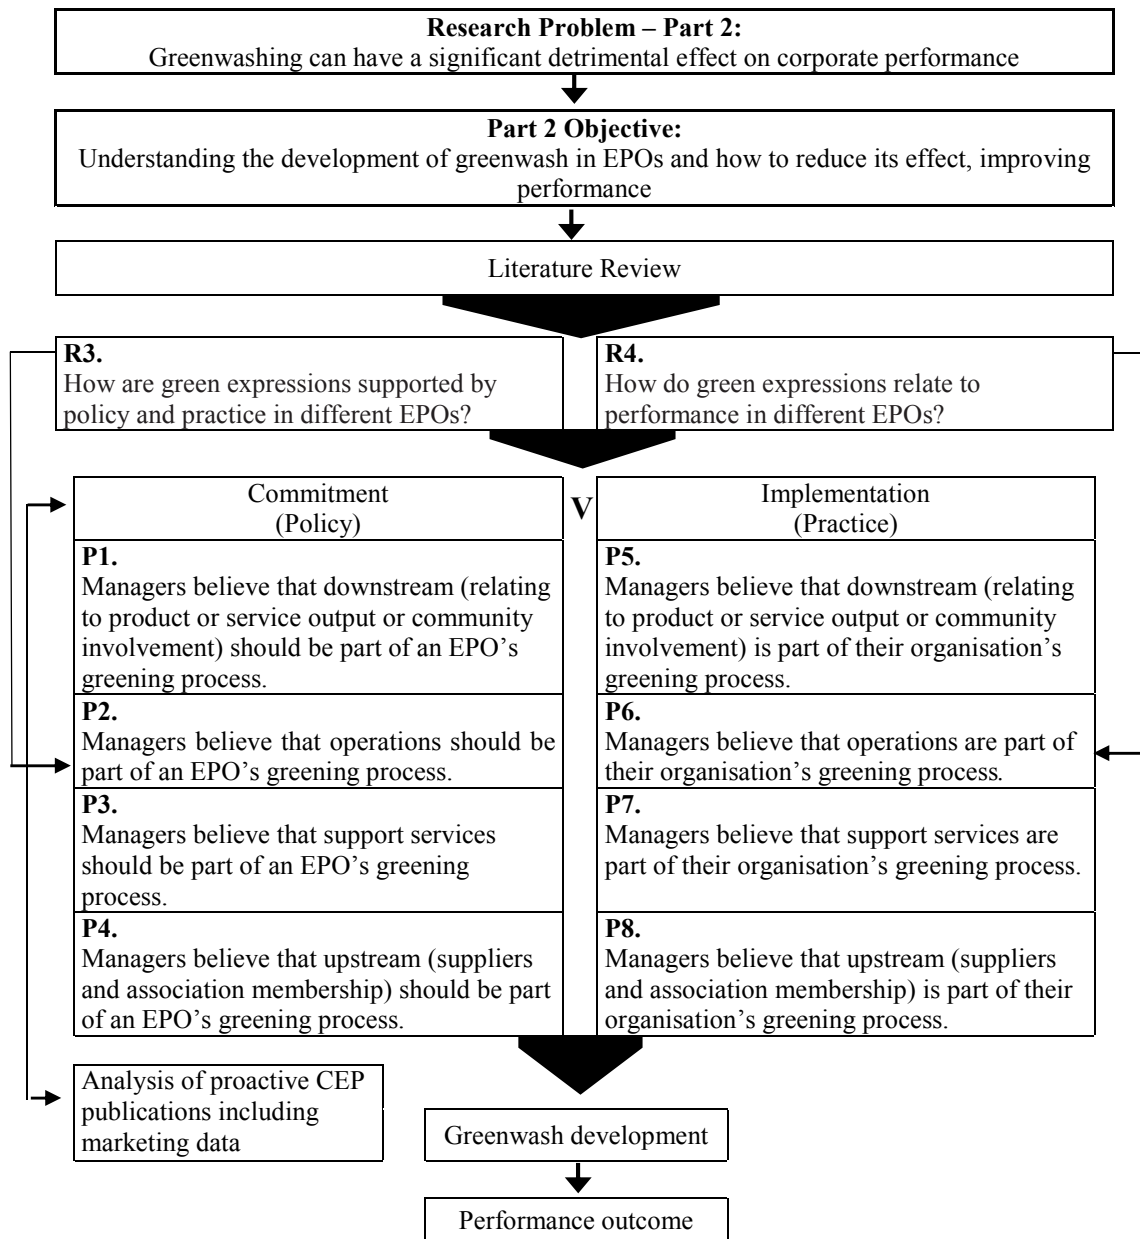 Research Problem – Part 2:
Greenwashing can have a significant detrimental effect on corporate performance
Part 2 Objective:
Understanding the development of greenwash in EPOs and how to reduce its effect, improving
performance
Literature Review
R3.
How are green expressions supported by
policy and practice in different EPOs?
R4.
How do green expressions relate to
performance in different EPOs?
Commitment
(Policy)
V
Implementation
(Practice)
P1.
Managers believe that downstream (relating
to product or service output or community
involvement) should be part of an EPO’s
greening process.
P5.
Managers believe that downstream (relating
to product or service output or community
involvement) is part of their organisation’s
greening process.
P2.
Managers believe that operations should be
part of an EPO’s greening process.
P6.
Managers believe that operations are part of
their organisation’s greening process.
P3.
Managers believe that support services
should be part of an EPO’s greening
process.
P7.
Managers believe that support services are
part of their organisation’s greening process.
P4.
Managers believe that upstream (suppliers
and association membership) should be part
of an EPO’s greening process.
P8.
Managers believe that upstream (suppliers
and association membership) is part of their
organisation’s greening process.
Analysis of proactive CEP
publications including
marketing data
Greenwash development
Performance outcome